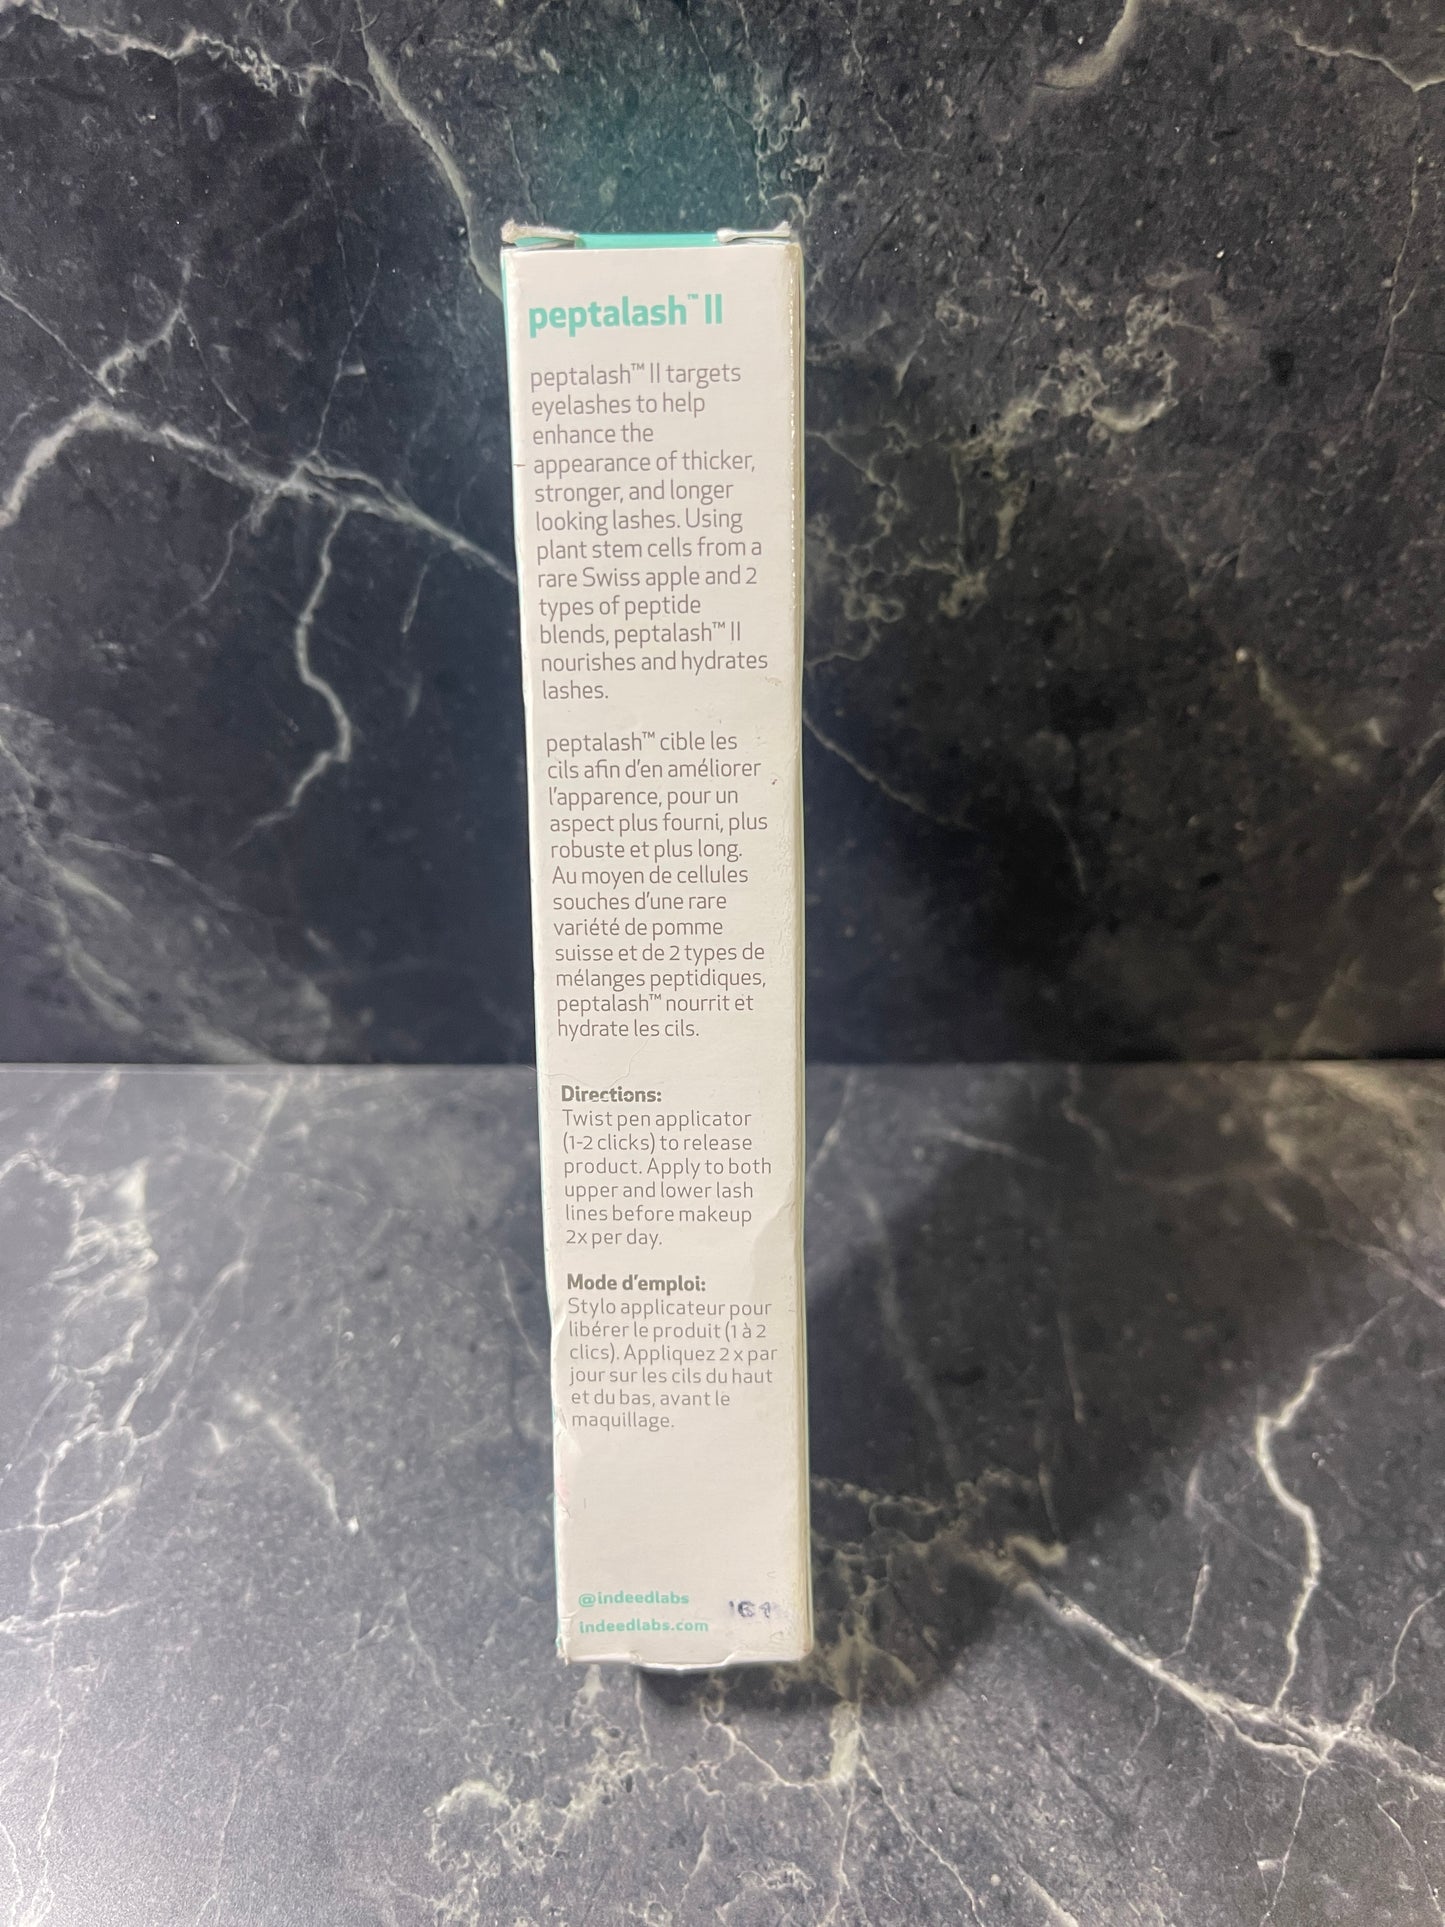 peptalash™ II
peptalash™ II targets
eyelashes to help
enhance the
appearance of thicker,
stronger, and longer
looking lashes. Using
plant stem cells from a
rare Swiss apple and 2
types of peptide
blends, peptalash™ II
nourishes and hydrates
lashes.
peptalash™ cible les
cils afin d'en améliorer
l'apparence, pour un
aspect plus fourni, plus
robuste et plus long.
Au moyen de cellules
souches d'une rare
variété de pomme
suisse et de 2 types de
mélanges peptidiques,
peptalash™ nourrit et
hydrate les cils.
Directions:
Twist pen applicator
(1-2 clicks) to release
product. Apply to both
upper and lower lash
lines before makeup
2x per day.
Mode d'emploi:
Stylo applicateur pour
libérer le produit (1 à 2
clics). Appliquez 2 x par
jour sur les cils du haut
et du bas, avant le
maquillage.
@indeedlabs
indeedlabs.com